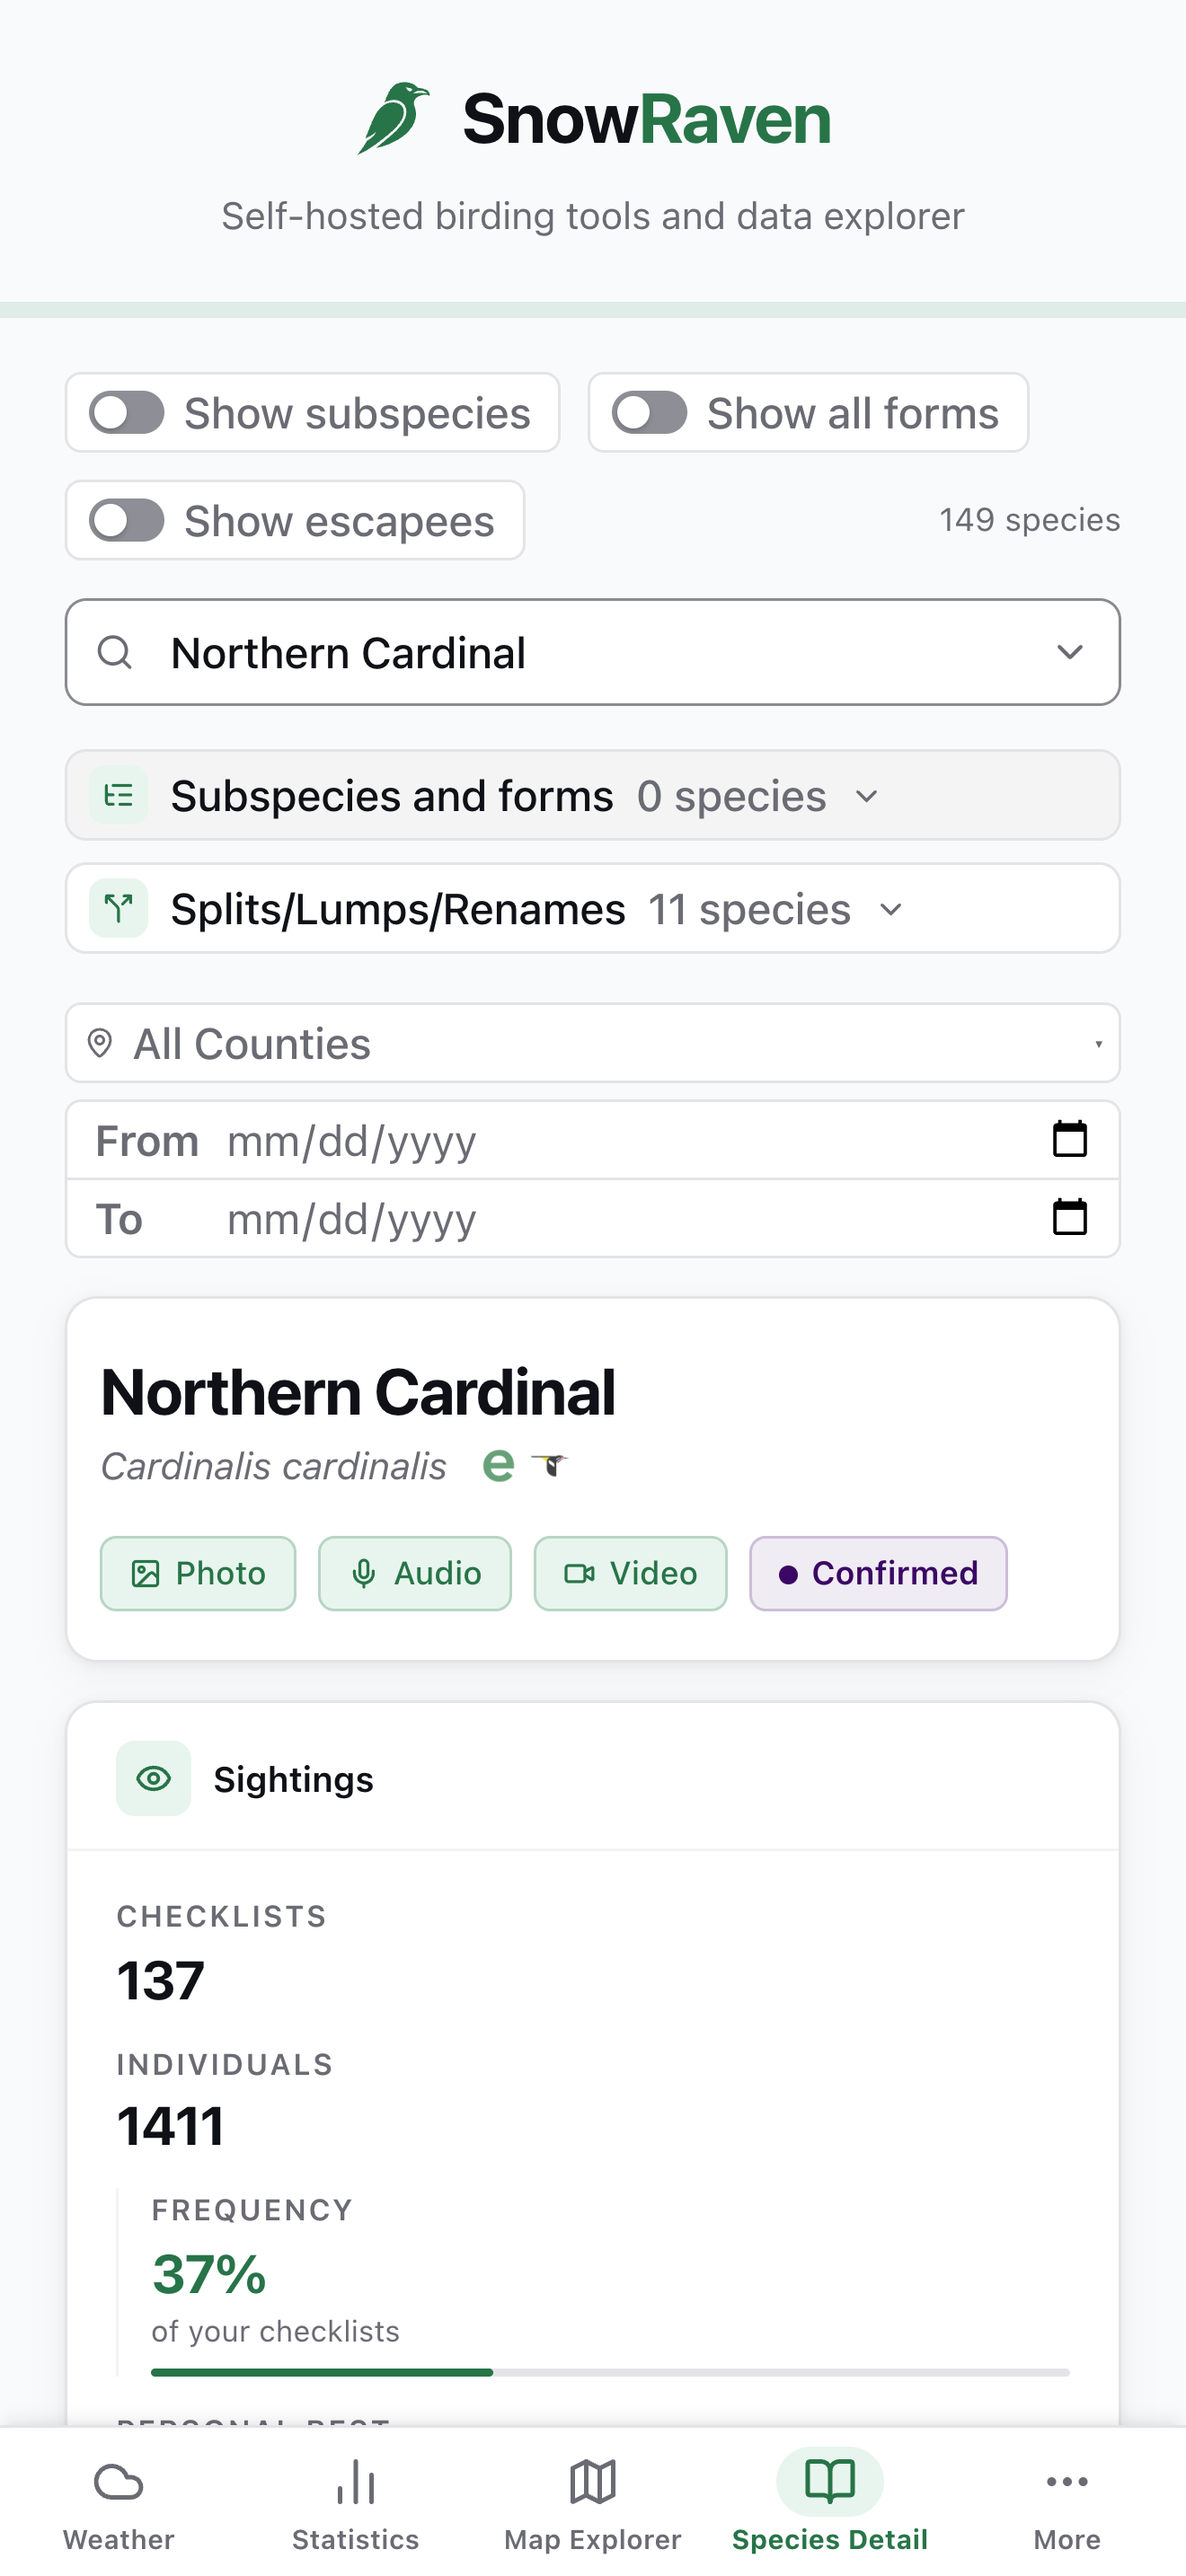 SnowRaven
Self-hosted birding tools and data explorer
Show subspecies
Show all forms
Show escapees
149 species
Northern Cardinal
Subspecies and forms 0 species
Splits/Lumps/Renames 11 species
All Counties
From mm/dd/yyyy
To mm/dd/yyyy
Northern Cardinal
Cardinalis cardinalis e
Photo
Audio
Video
Confirmed
Sightings
CHECKLISTS
137
INDIVIDUALS
1411
FREQUENCY
37%
of your checklists
PERSONAL BEST
Weather
Statistics
Map Explorer
Species Detail
More